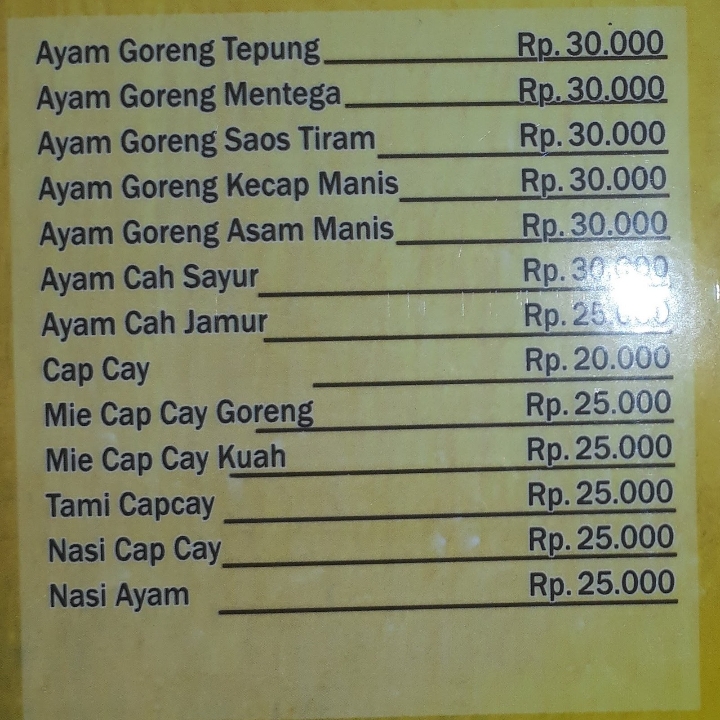 Ayam Goreng Tepung Rp. 30.000
Ayam Goreng Mentega Rp. 30.000
Ayam Goreng Saos Tiram Rp. 30.000
Ayam Goreng Kecap Manis Rp. 30.000
Ayam Goreng Asam Manis Rp. 30.000
Ayam Cah Sayur Rp. 30.000
Ayam Cah Jamur Rp. 25.000
Cap Cay Rp. 20.000
Mie Cap Cay Goreng Rp. 25.000
Mie Cap Cay Kuah Rp. 25.000
Tami Capcay Rp. 25.000
Nasi Cap Cay Rp. 25.000
Nasi Ayam Rp. 25.000